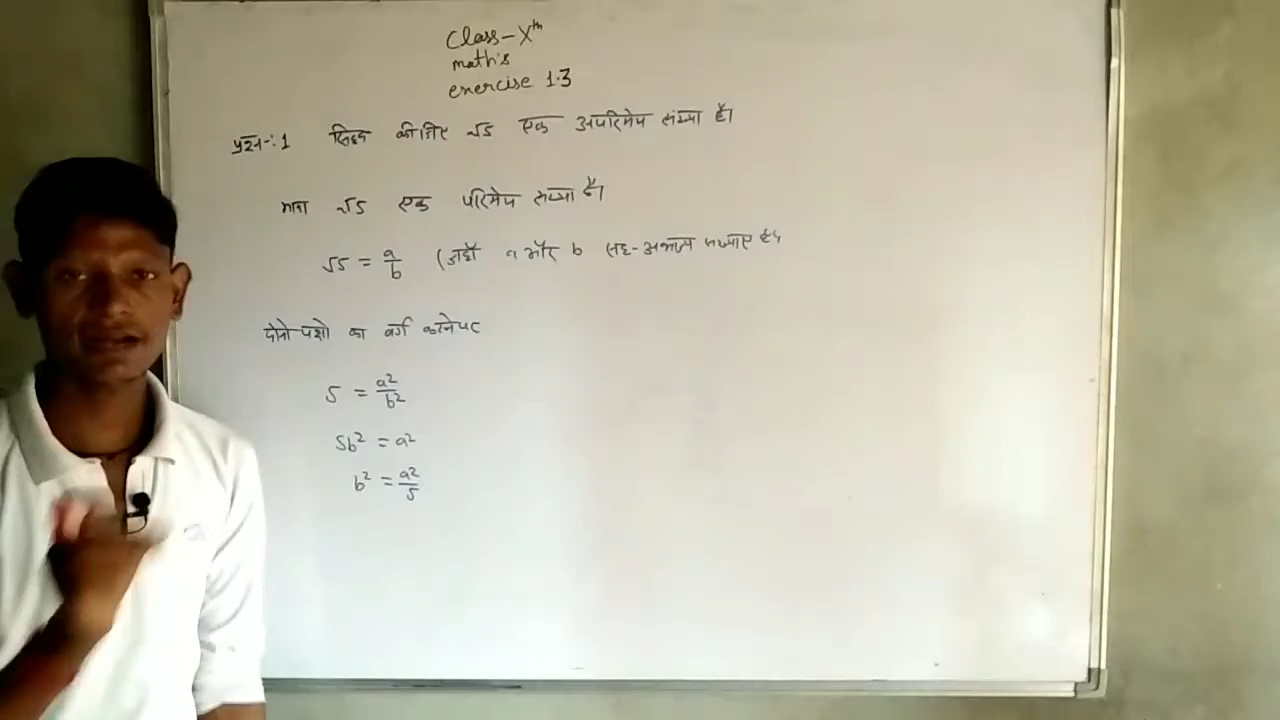 Class-Xth
math's
exercise 1.3
प्रश्न:1 सिद्ध कीजिए √5 एक अपरिमेय संख्या है।
माना √5 एक परिमेय संख्या है।
√5 = a/b (जहाँ a और b सह-अभाज्य संख्याए है)
दोनो पक्षो का वर्ग करने पर
5 = a²/b²
5b² = a²
b² = a²/5